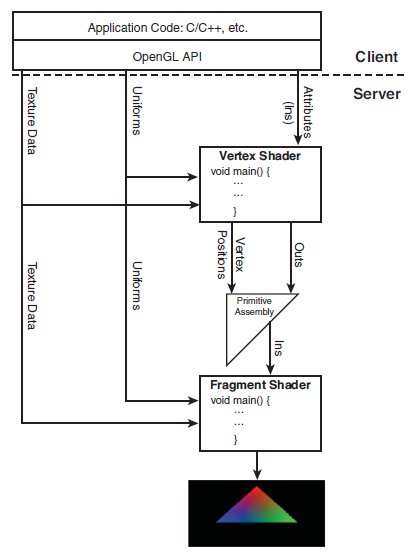 Application Code: C/C++, etc.
OpenGL API
Client
Server
Texture Data
Uniforms
Attributes
(Ins)
Vertex Shader
void main() {
...
...
}
Vertex
Positions
Outs
Texture Data
Uniforms
Primitive
Assembly
Ins
Fragment Shader
void main() {
...
...
}